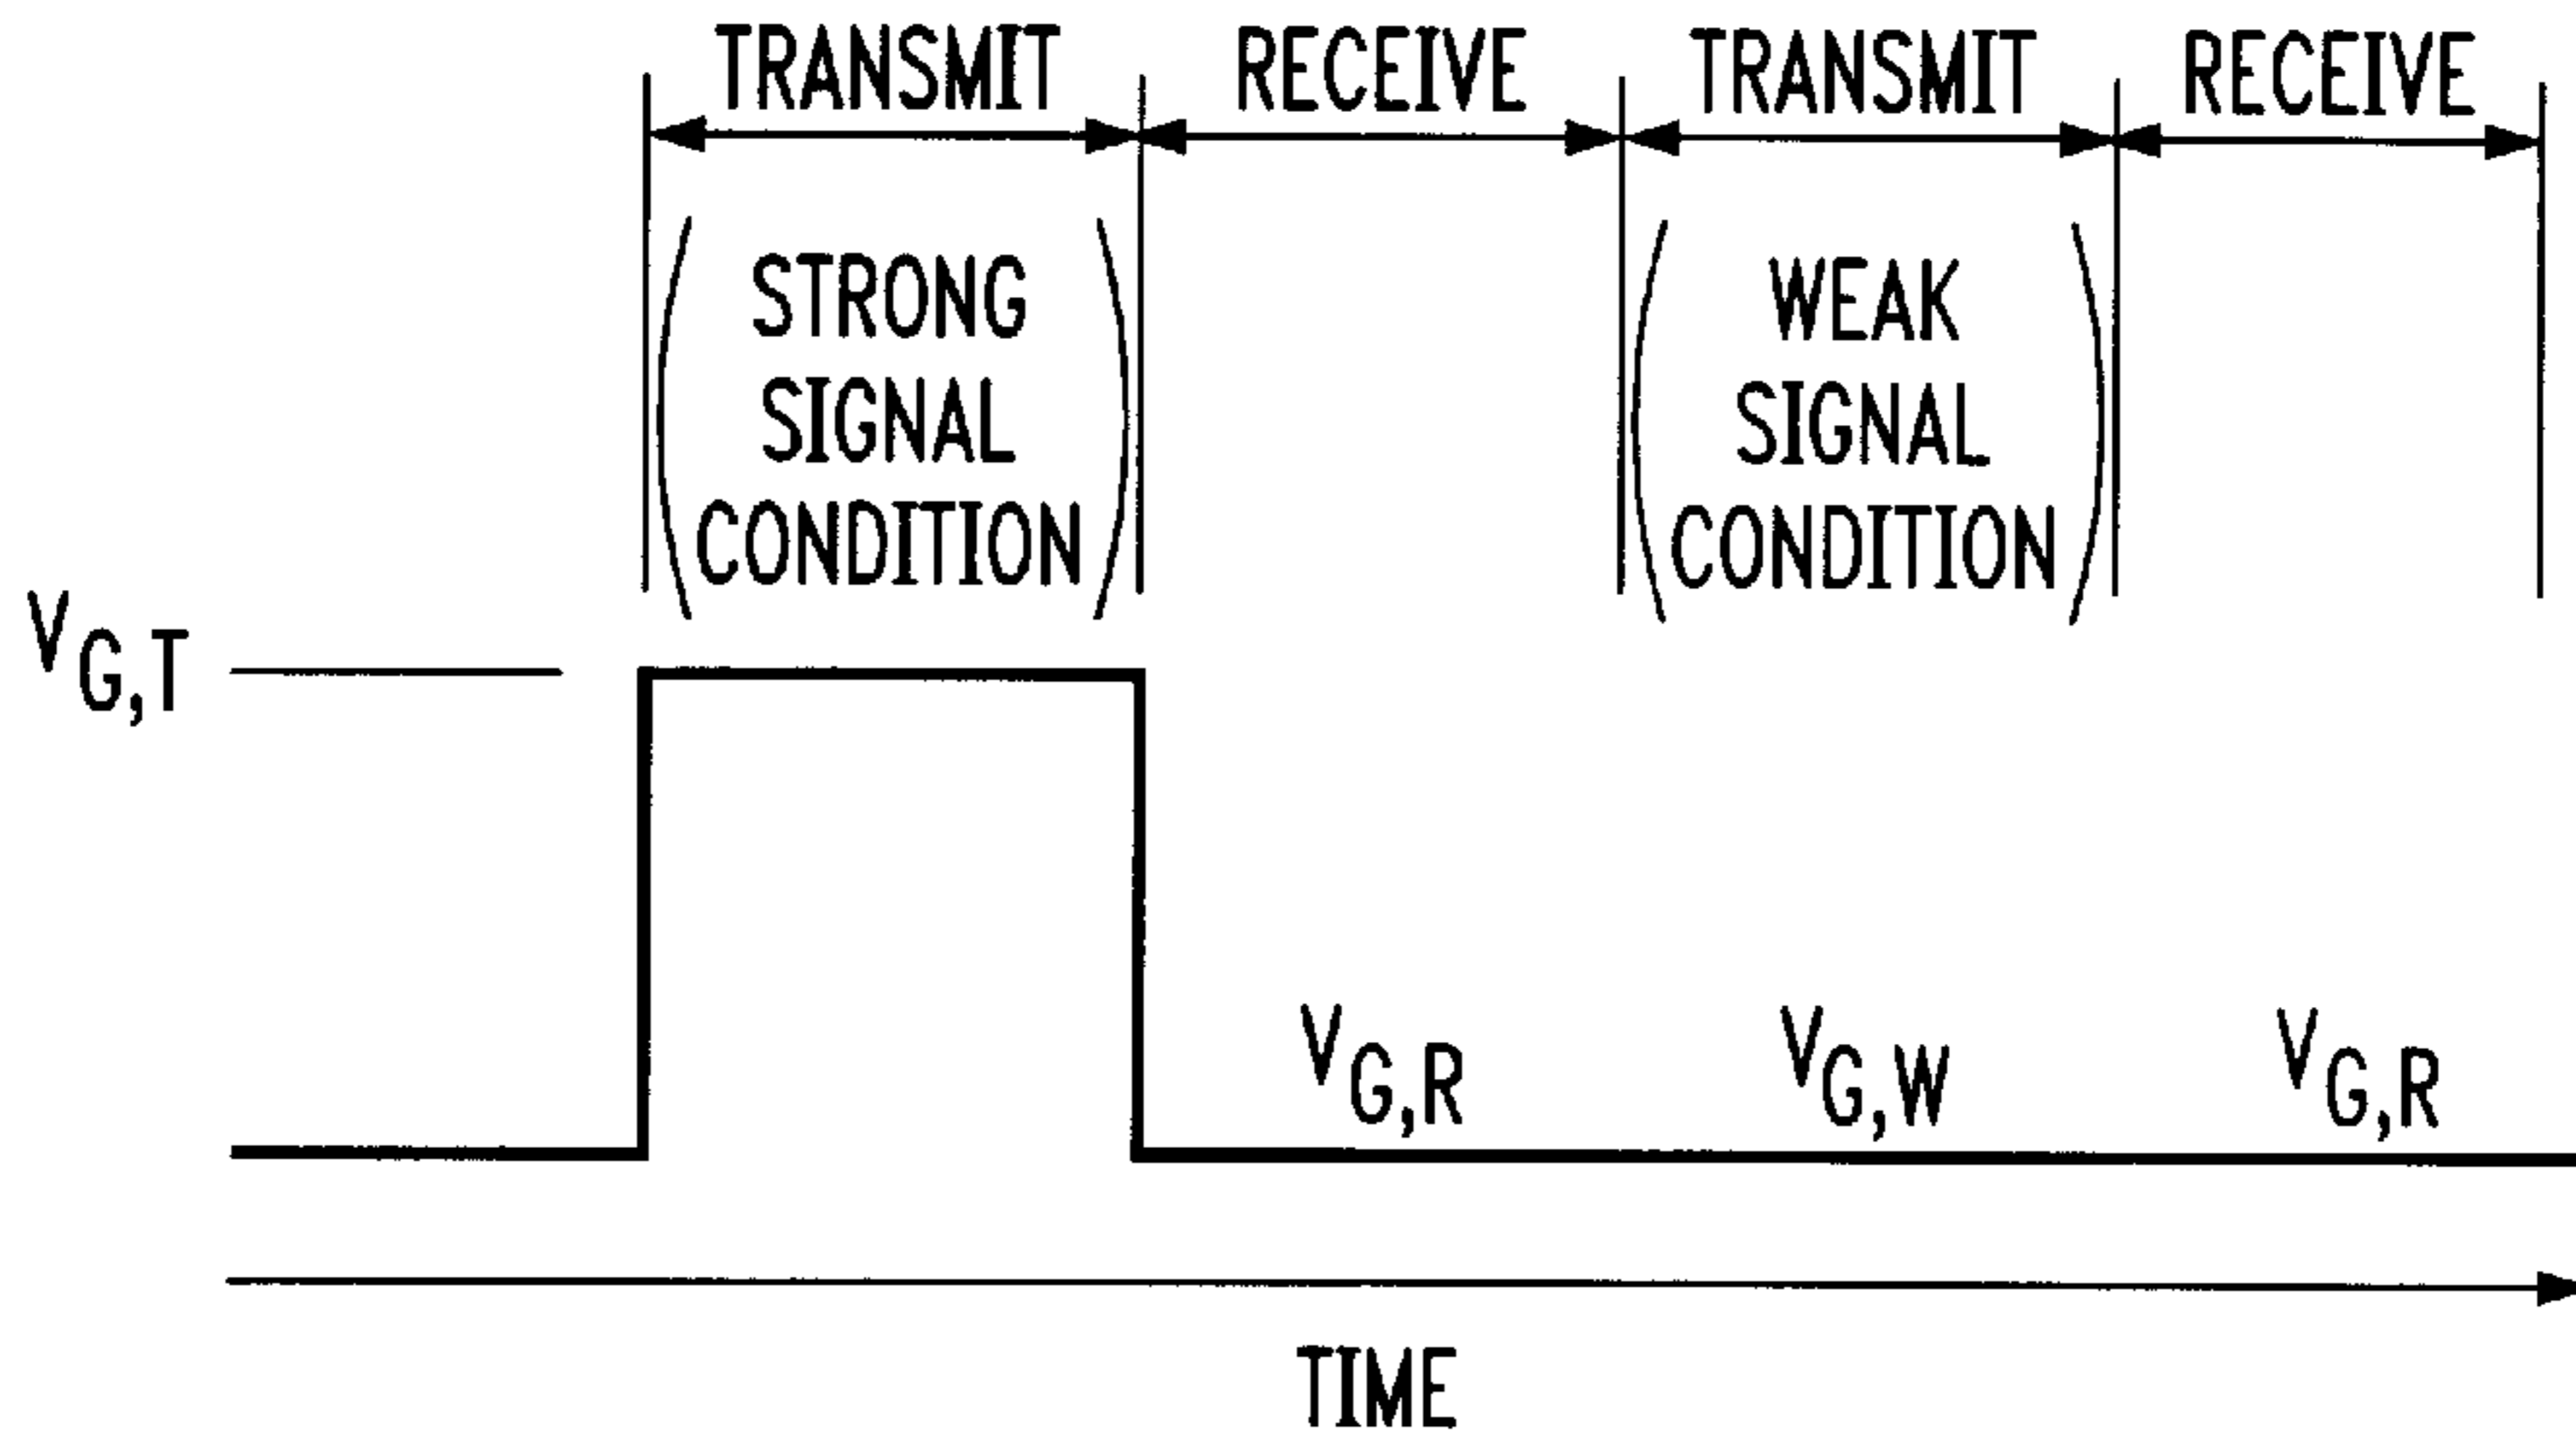 TRANSMIT RECEIVE TRANSMIT RECEIVE
STRONG
SIGNAL
CONDITION
WEAK
SIGNAL
CONDITION
VG,T
VG,R VG,W VG,R
TIME